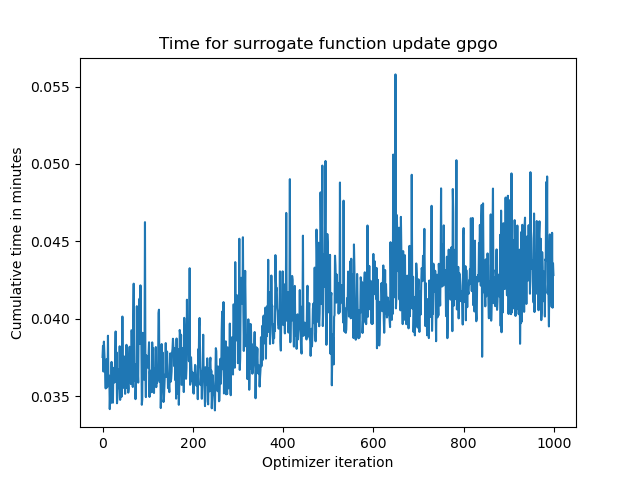 Time for surrogate function update gpgo
0.055
0.050
0.045
0.040
0.035
Cumulative time in minutes
0 200 400 600 800 1000
Optimizer iteration